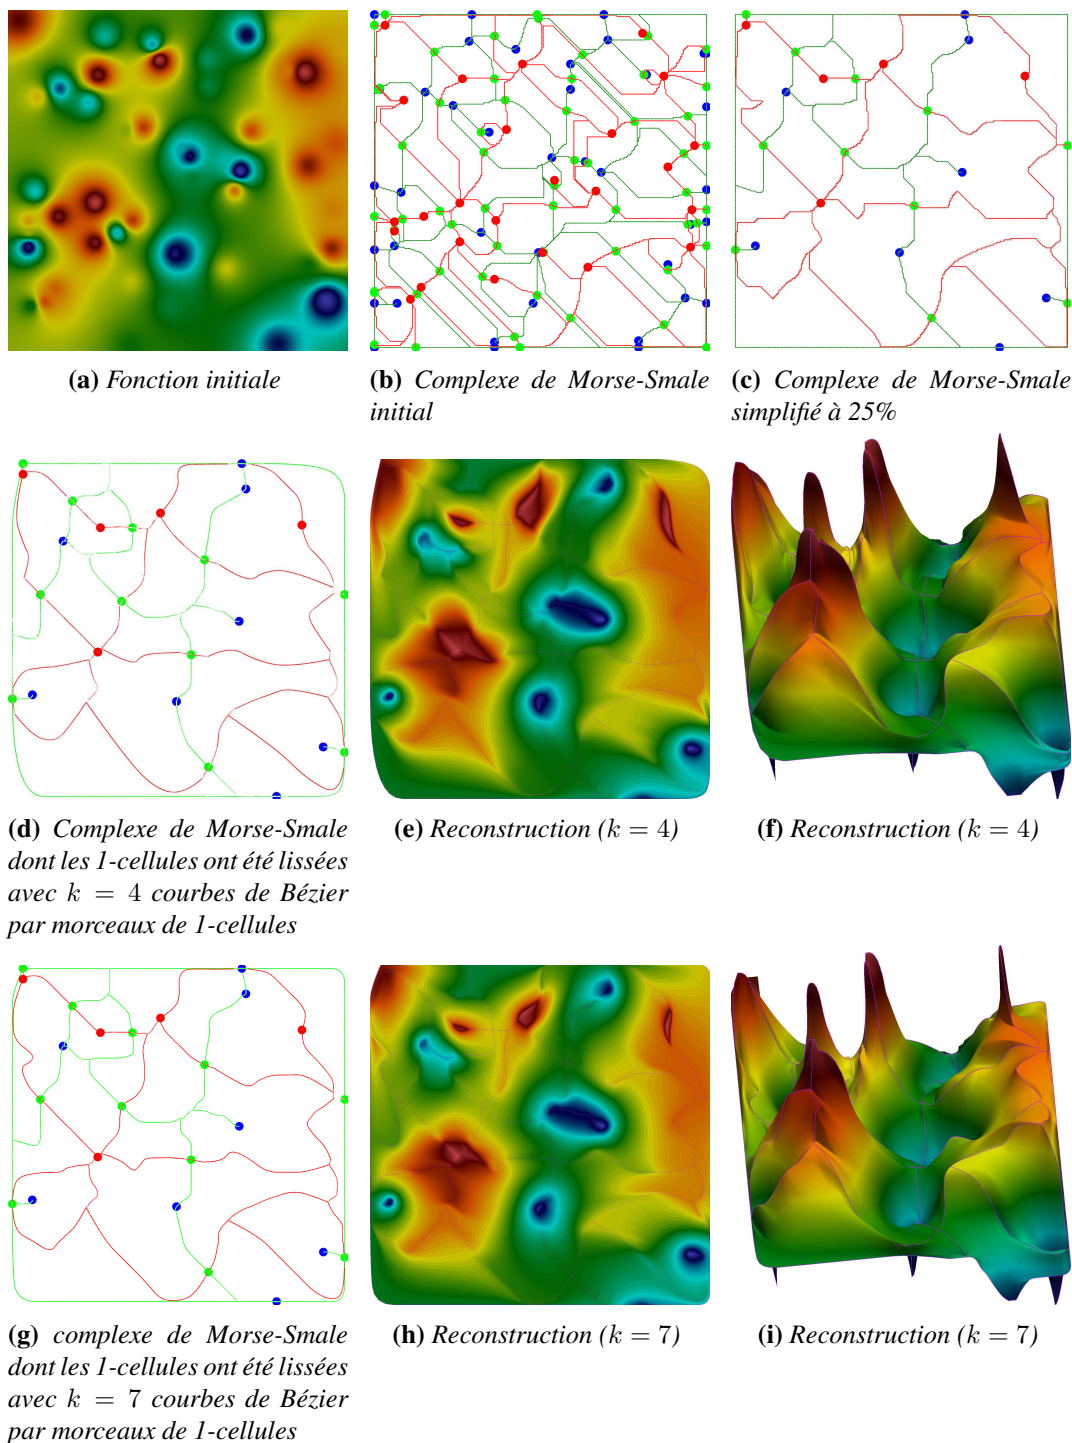 (a) Fonction initiale
(b) Complexe de Morse-Smale
initial
(c) Complexe de Morse-Smale
simplifié à 25%
(d) Complexe de Morse-Smale
dont les 1-cellules ont été lissées
avec k = 4 courbes de Bézier
par morceaux de 1-cellules
(e) Reconstruction (k = 4)
(f) Reconstruction (k = 4)
(g) complexe de Morse-Smale
dont les 1-cellules ont été lissées
avec k = 7 courbes de Bézier
par morceaux de 1-cellules
(h) Reconstruction (k = 7)
(i) Reconstruction (k = 7)